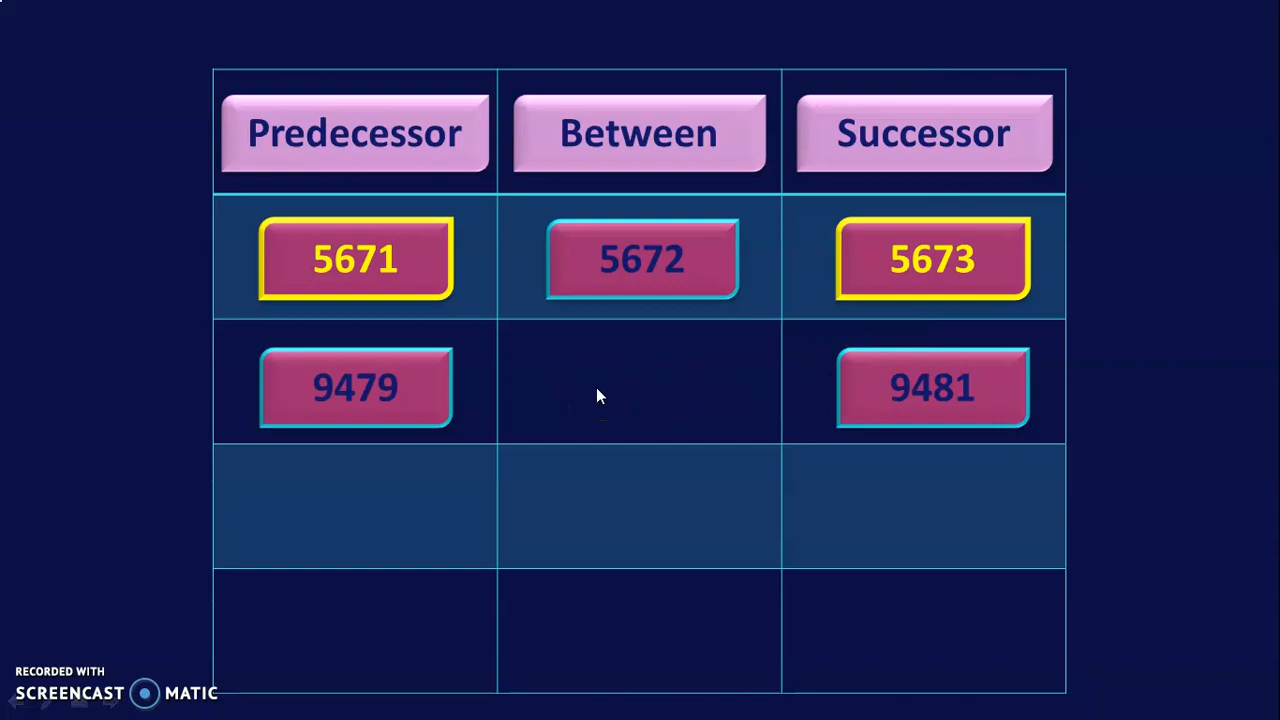 Predecessor Between Successor
5671 5672 5673
9479 9481
RECORDED WITH
SCREENCAST MATIC